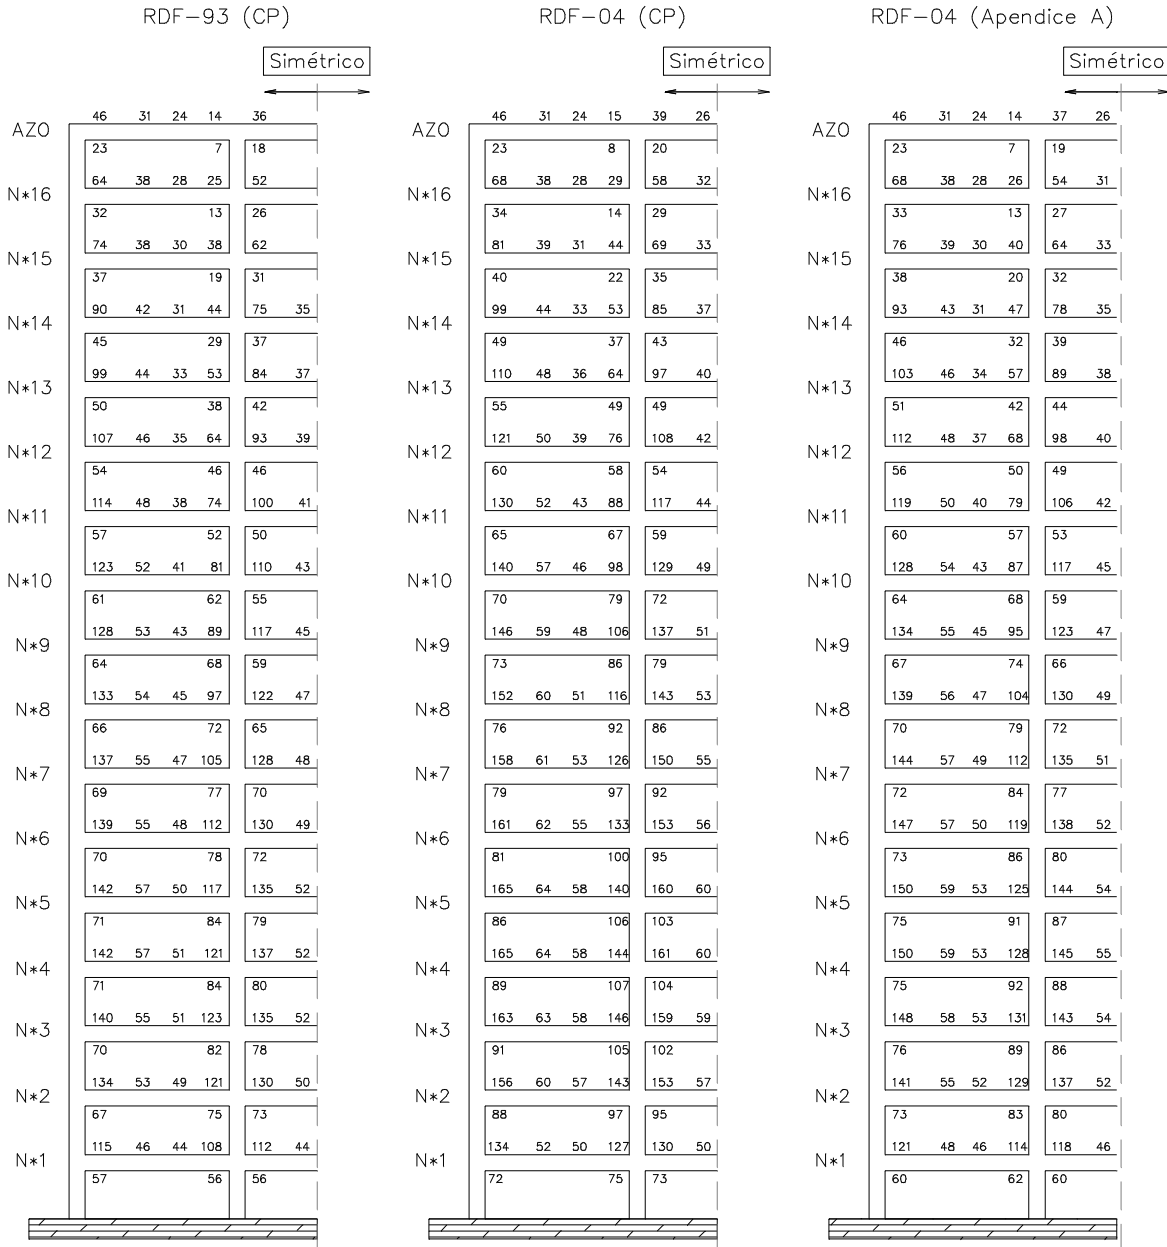 RDF-93 (CP) RDF-04 (CP) RDF-04 (Apendice A)
Simétrico Simétrico Simétrico
46 31 24 14 36 46 31 24 15 39 26 46 31 24 14 37 26
AZO AZO AZO
23 7 18 23 8 20 23 7 19
64 38 28 25 52 68 38 28 29 58 32 68 38 28 26 54 31
N*16 N*16 N*16
32 13 26 34 14 29 33 13 27
74 38 30 38 62 81 39 31 44 69 33 76 39 30 40 64 33
N*15 N*15 N*15
37 19 31 40 22 35 38 20 32
90 42 31 44 75 35 99 44 33 53 85 37 93 43 31 47 78 35
N*14 N*14 N*14
45 29 37 49 37 43 46 32 39
99 44 33 53 84 37 110 48 36 64 97 40 103 46 34 57 89 38
N*13 N*13 N*13
50 38 42 55 49 49 51 42 44
107 46 35 64 93 39 121 50 39 76 108 42 112 48 37 68 98 40
N*12 N*12 N*12
54 46 46 60 58 54 56 50 49
114 48 38 74 100 41 130 52 43 88 117 44 119 50 40 79 106 42
N*11 N*11 N*11
57 52 50 65 67 59 60 57 53
123 52 41 81 110 43 140 57 46 98 129 49 128 54 43 87 117 45
N*10 N*10 N*10
61 62 55 70 79 72 64 68 59
128 53 43 89 117 45 146 59 48 106 137 51 134 55 45 95 123 47
N*9 N*9 N*9
64 68 59 73 86 79 67 74 66
133 54 45 97 122 47 152 60 51 116 143 53 139 56 47 104 130 49
N*8 N*8 N*8
66 72 65 76 92 86 70 79 72
137 55 47 105 128 48 158 61 53 126 150 55 144 57 49 112 135 51
N*7 N*7 N*7
69 77 70 79 97 92 72 84 77
139 55 48 112 130 49 161 62 55 133 153 56 147 57 50 119 138 52
N*6 N*6 N*6
70 78 72 81 100 95 73 86 80
142 57 50 117 135 52 165 64 58 140 160 60 150 59 53 125 144 54
N*5 N*5 N*5
71 84 79 86 106 103 75 91 87
142 57 51 121 137 52 165 64 58 144 161 60 150 59 53 128 145 55
N*4 N*4 N*4
71 84 80 89 107 104 75 92 88
140 55 51 123 135 52 163 63 58 146 159 59 148 58 53 131 143 54
N*3 N*3 N*3
70 82 78 91 105 102 76 89 86
134 53 49 121 130 50 156 60 57 143 153 57 141 55 52 129 137 52
N*2 N*2 N*2
67 75 73 88 97 95 73 83 80
115 46 44 108 112 44 134 52 50 127 130 50 121 48 46 114 118 46
N*1 N*1 N*1
57 56 56 72 75 73 60 62 60